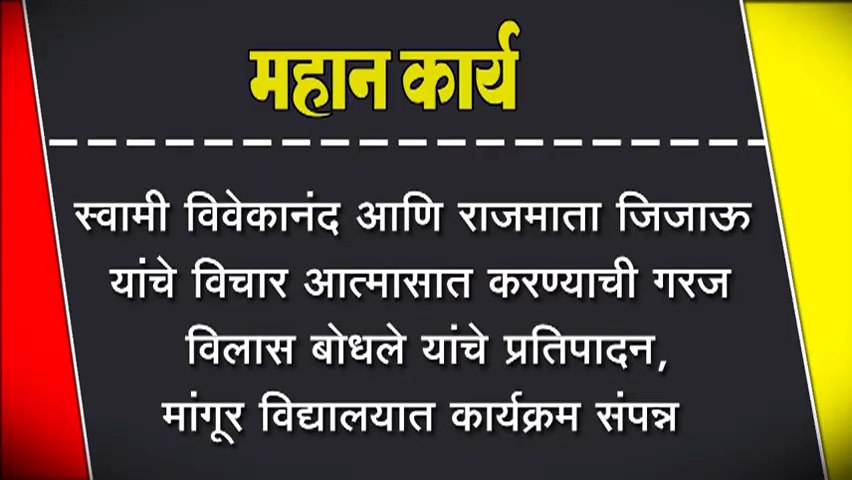 महान कार्य
स्वामी विवेकानंद आणि राजमाता जिजाऊ
यांचे विचार आत्मासात करण्याची गरज
विलास बोधले यांचे प्रतिपादन,
मांगूर विद्यालयात कार्यक्रम संपन्न